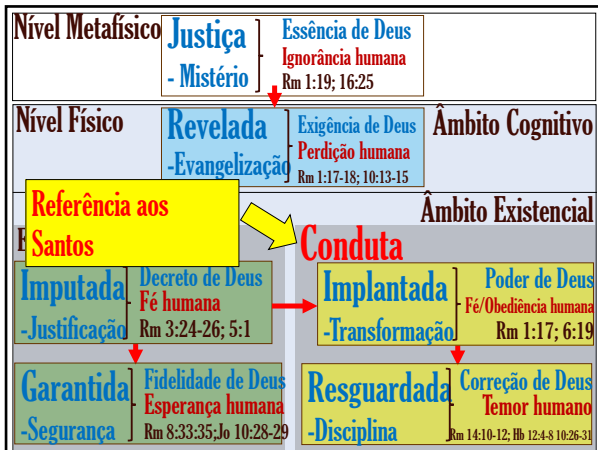 Nível Metafísico
Justiça
- Mistério
Essência de Deus
Ignorância humana
Rm 1:19; 16:25
Nível Físico
Revelada
-Evangelização
Exigência de Deus
Perdição humana
Rm 1:17-18; 10:13-15
Âmbito Cognitivo
Âmbito Existencial
Referência aos
Santos
E
Conduta
Imputada
-Justificação
Decreto de Deus
Fé humana
Rm 3:24-26; 5:1
Implantada
-Transformação
Poder de Deus
Fé/Obediência humana
Rm 1:17; 6:19
Garantida
-Segurança
Fidelidade de Deus
Esperança humana
Rm 8:33:35;Jo 10:28-29
Resguardada
-Disciplina
Correção de Deus
Temor humano
Rm 14:10-12; Hb 12:4-8 10:26-31